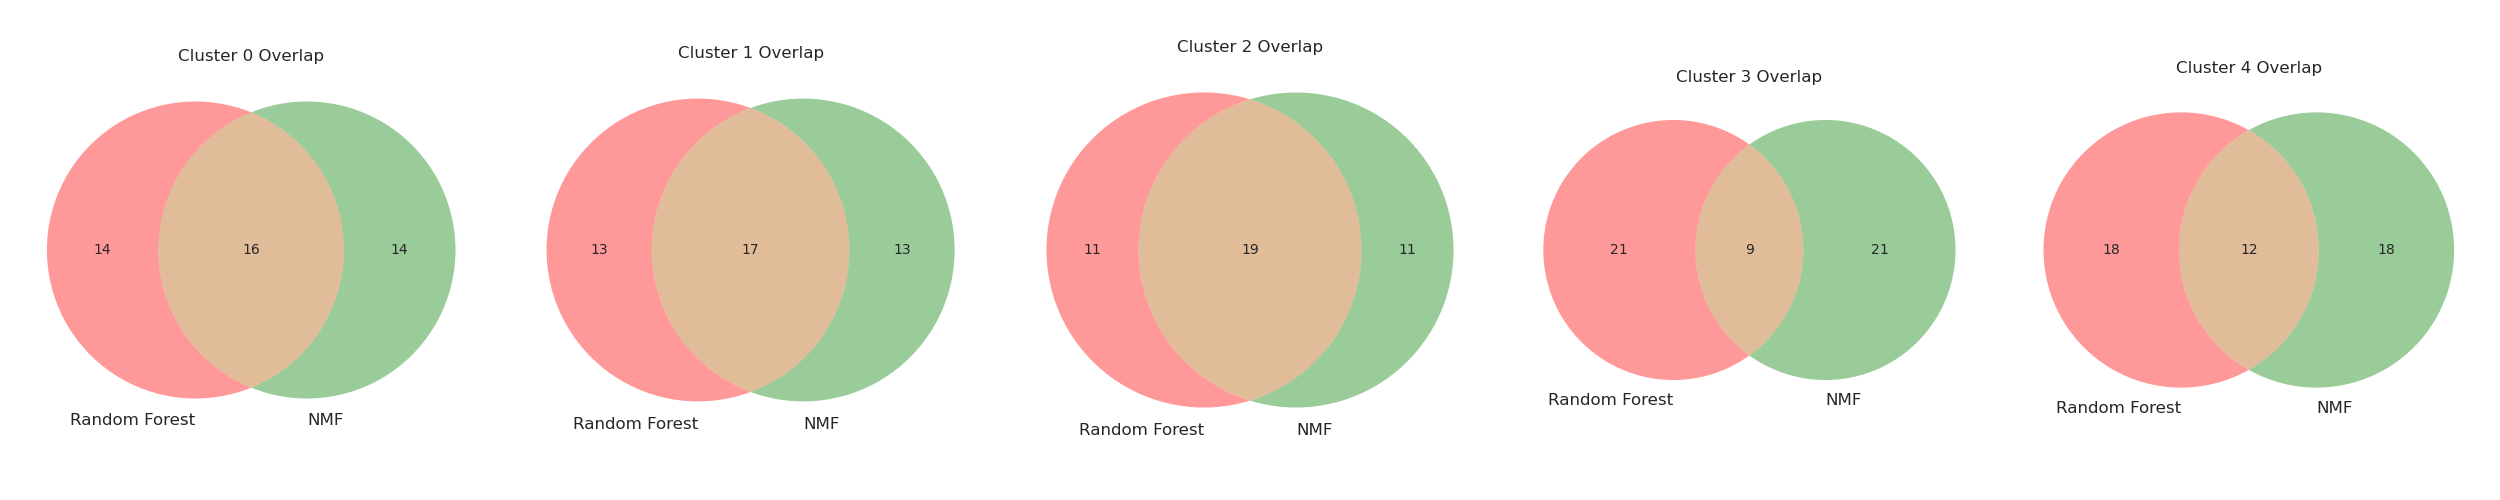 Cluster 0 Overlap
14
16
14
Random Forest
NMF
Cluster 1 Overlap
13
17
13
Random Forest
NMF
Cluster 2 Overlap
11
19
11
Random Forest
NMF
Cluster 3 Overlap
21
9
21
Random Forest
NMF
Cluster 4 Overlap
18
12
18
Random Forest
NMF